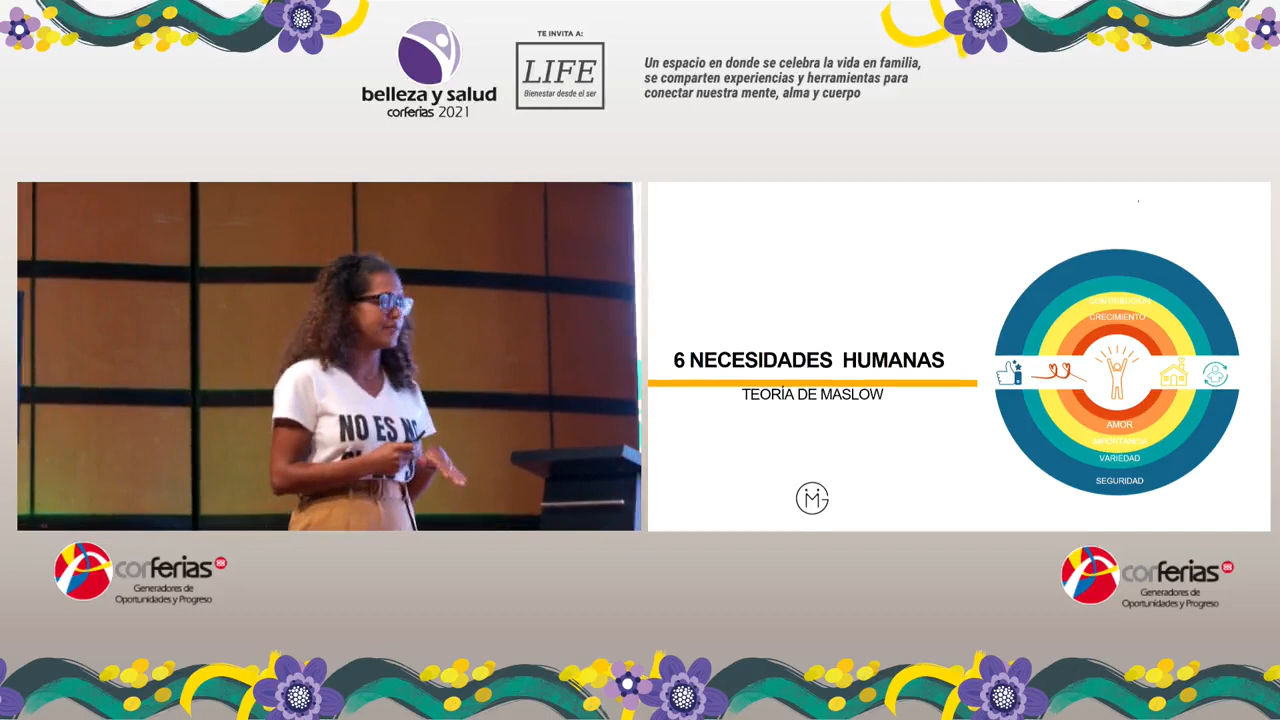 TE INVITA A:
LIFE
Bienestar desde el ser
belleza y salud
corferias 2021
Un espacio en donde se celebra la vida en familia,
se comparten experiencias y herramientas para
conectar nuestra mente, alma y cuerpo
NO ES NO
6 NECESIDADES HUMANAS
TEORÍA DE MASLOW
CONTRIBUCIÓN
CRECIMIENTO
AMOR
IMPORTANCIA
VARIEDAD
SEGURIDAD
corferias
Generadores de
Oportunidades y Progreso
corferias
Generadores de
Oportunidades y Progreso